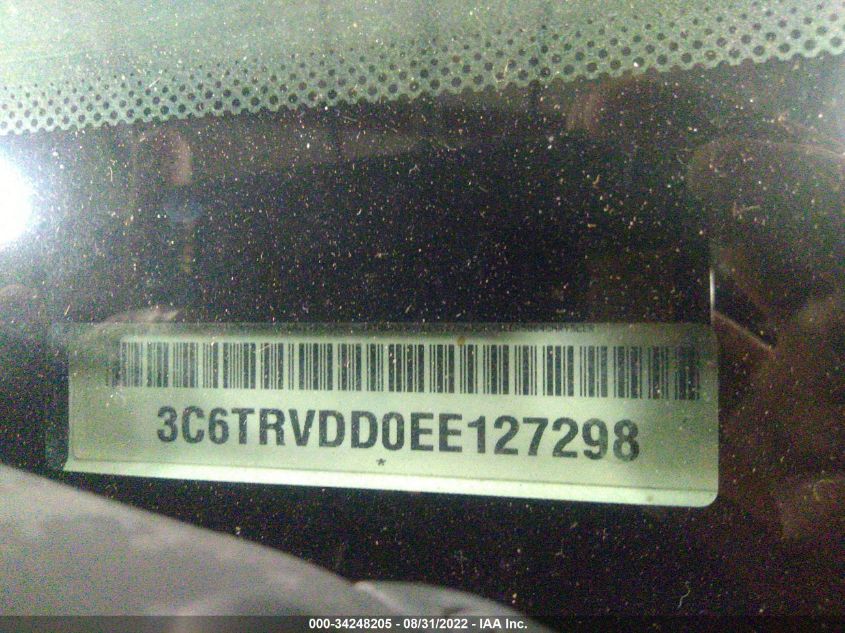 3C6TRVDD0EE127298
*
000-34248205 - 08/31/2022 - IAA Inc.